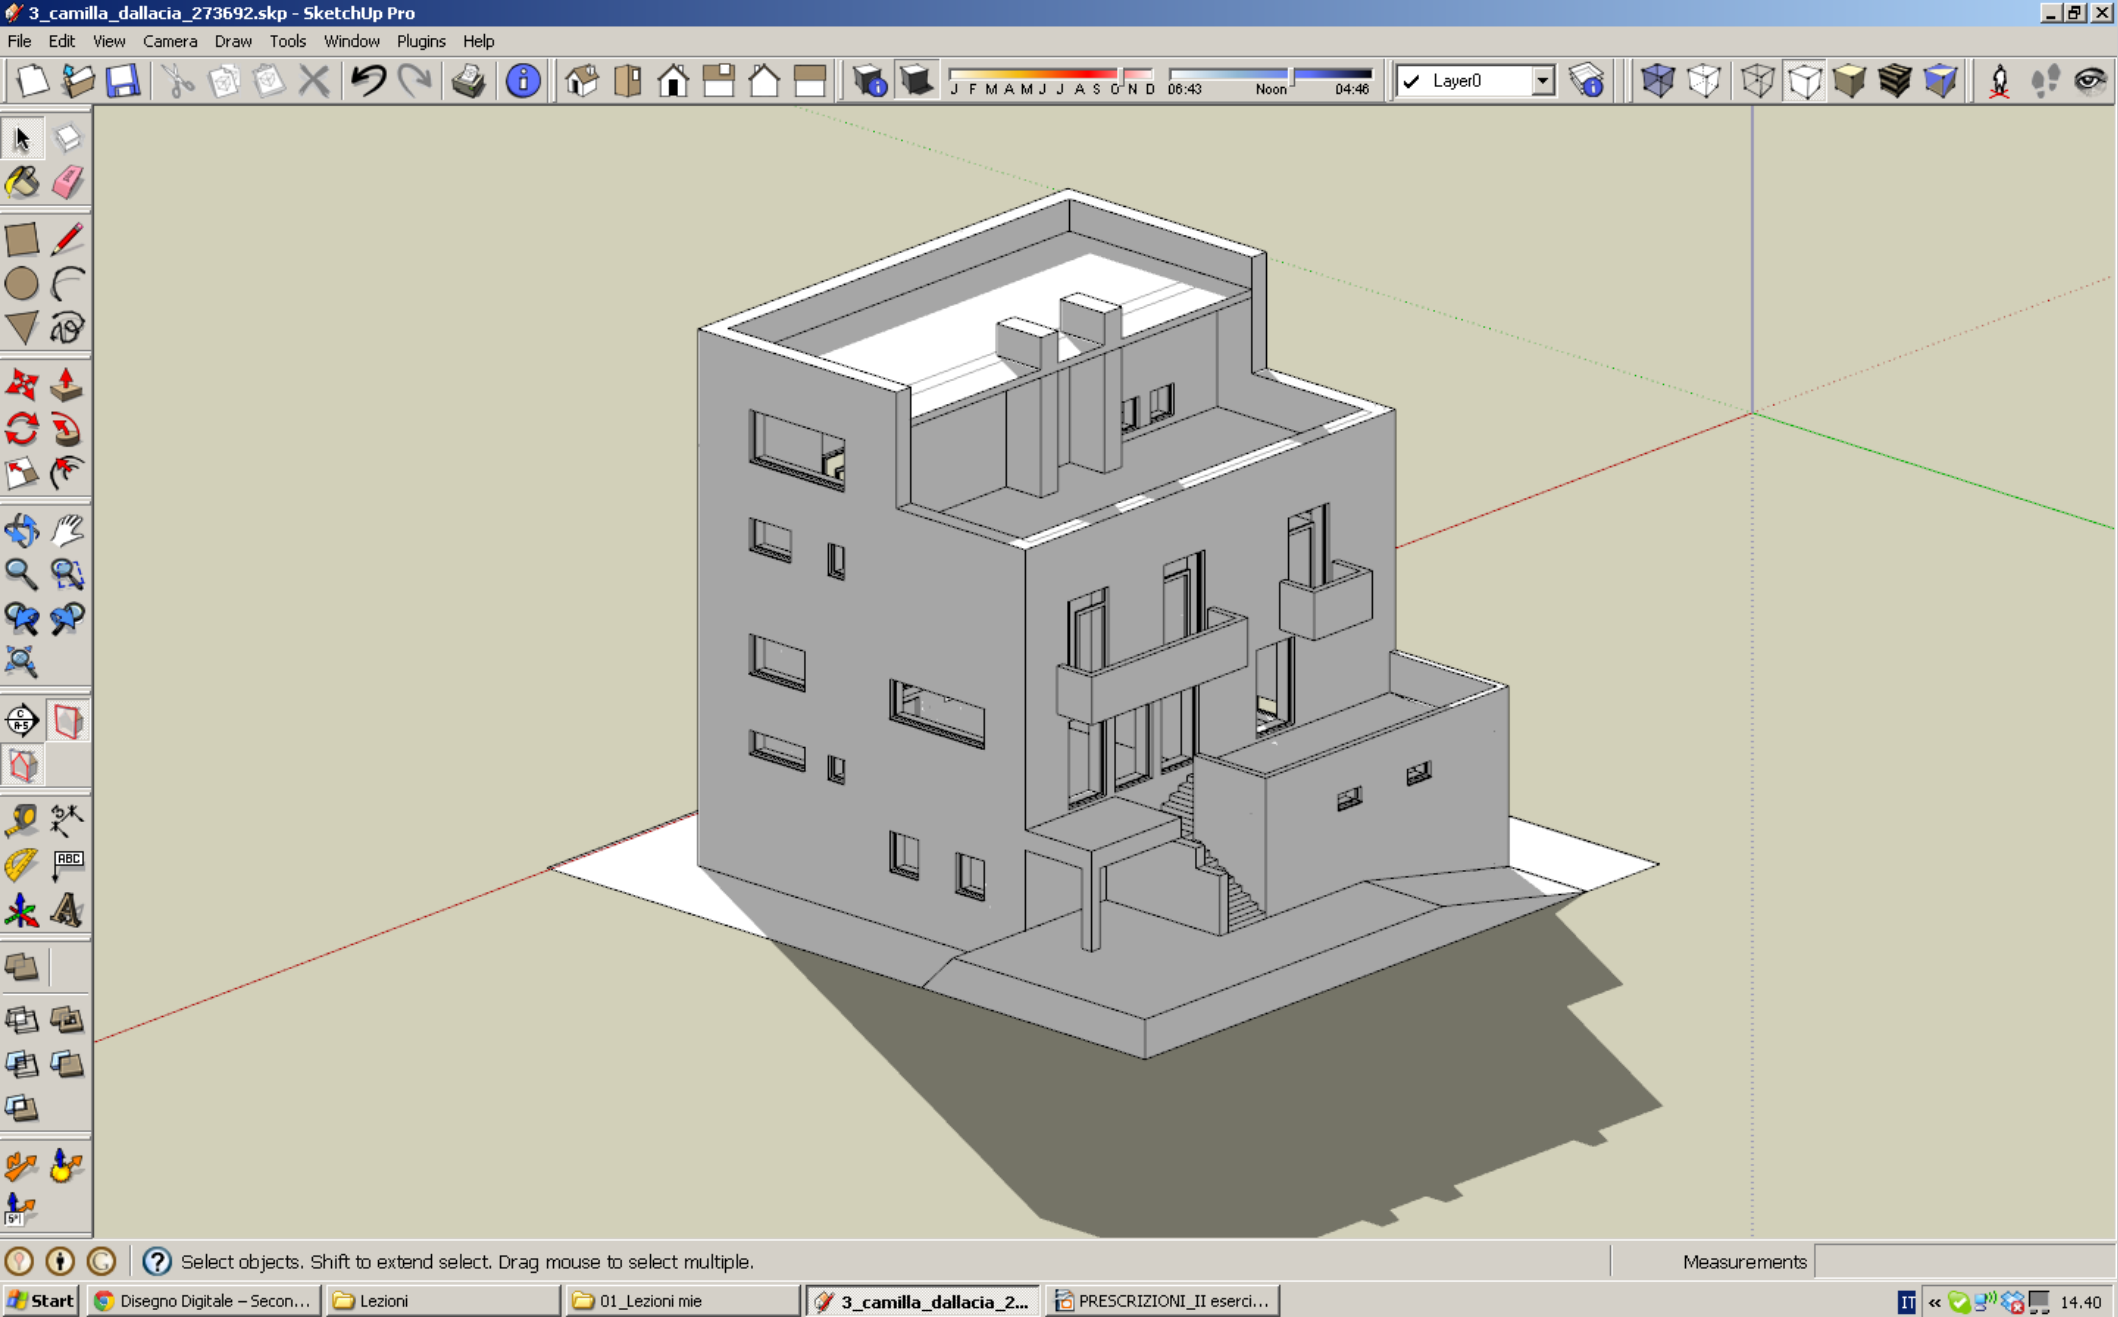 3_camilla_dallacia_273692.skp - SketchUp Pro
File Edit View Camera Draw Tools Window Plugins Help
J F M A M J J A S O N D 06:43 Noon 04:46 Layer0
C
A-5
ABC
Select objects. Shift to extend select. Drag mouse to select multiple. Measurements
Start Disegno Digitale – Secon... Lezioni 01_Lezioni mie 3_camilla_dallacia_2... PRESCRIZIONI_II eserci... IT « 14.40